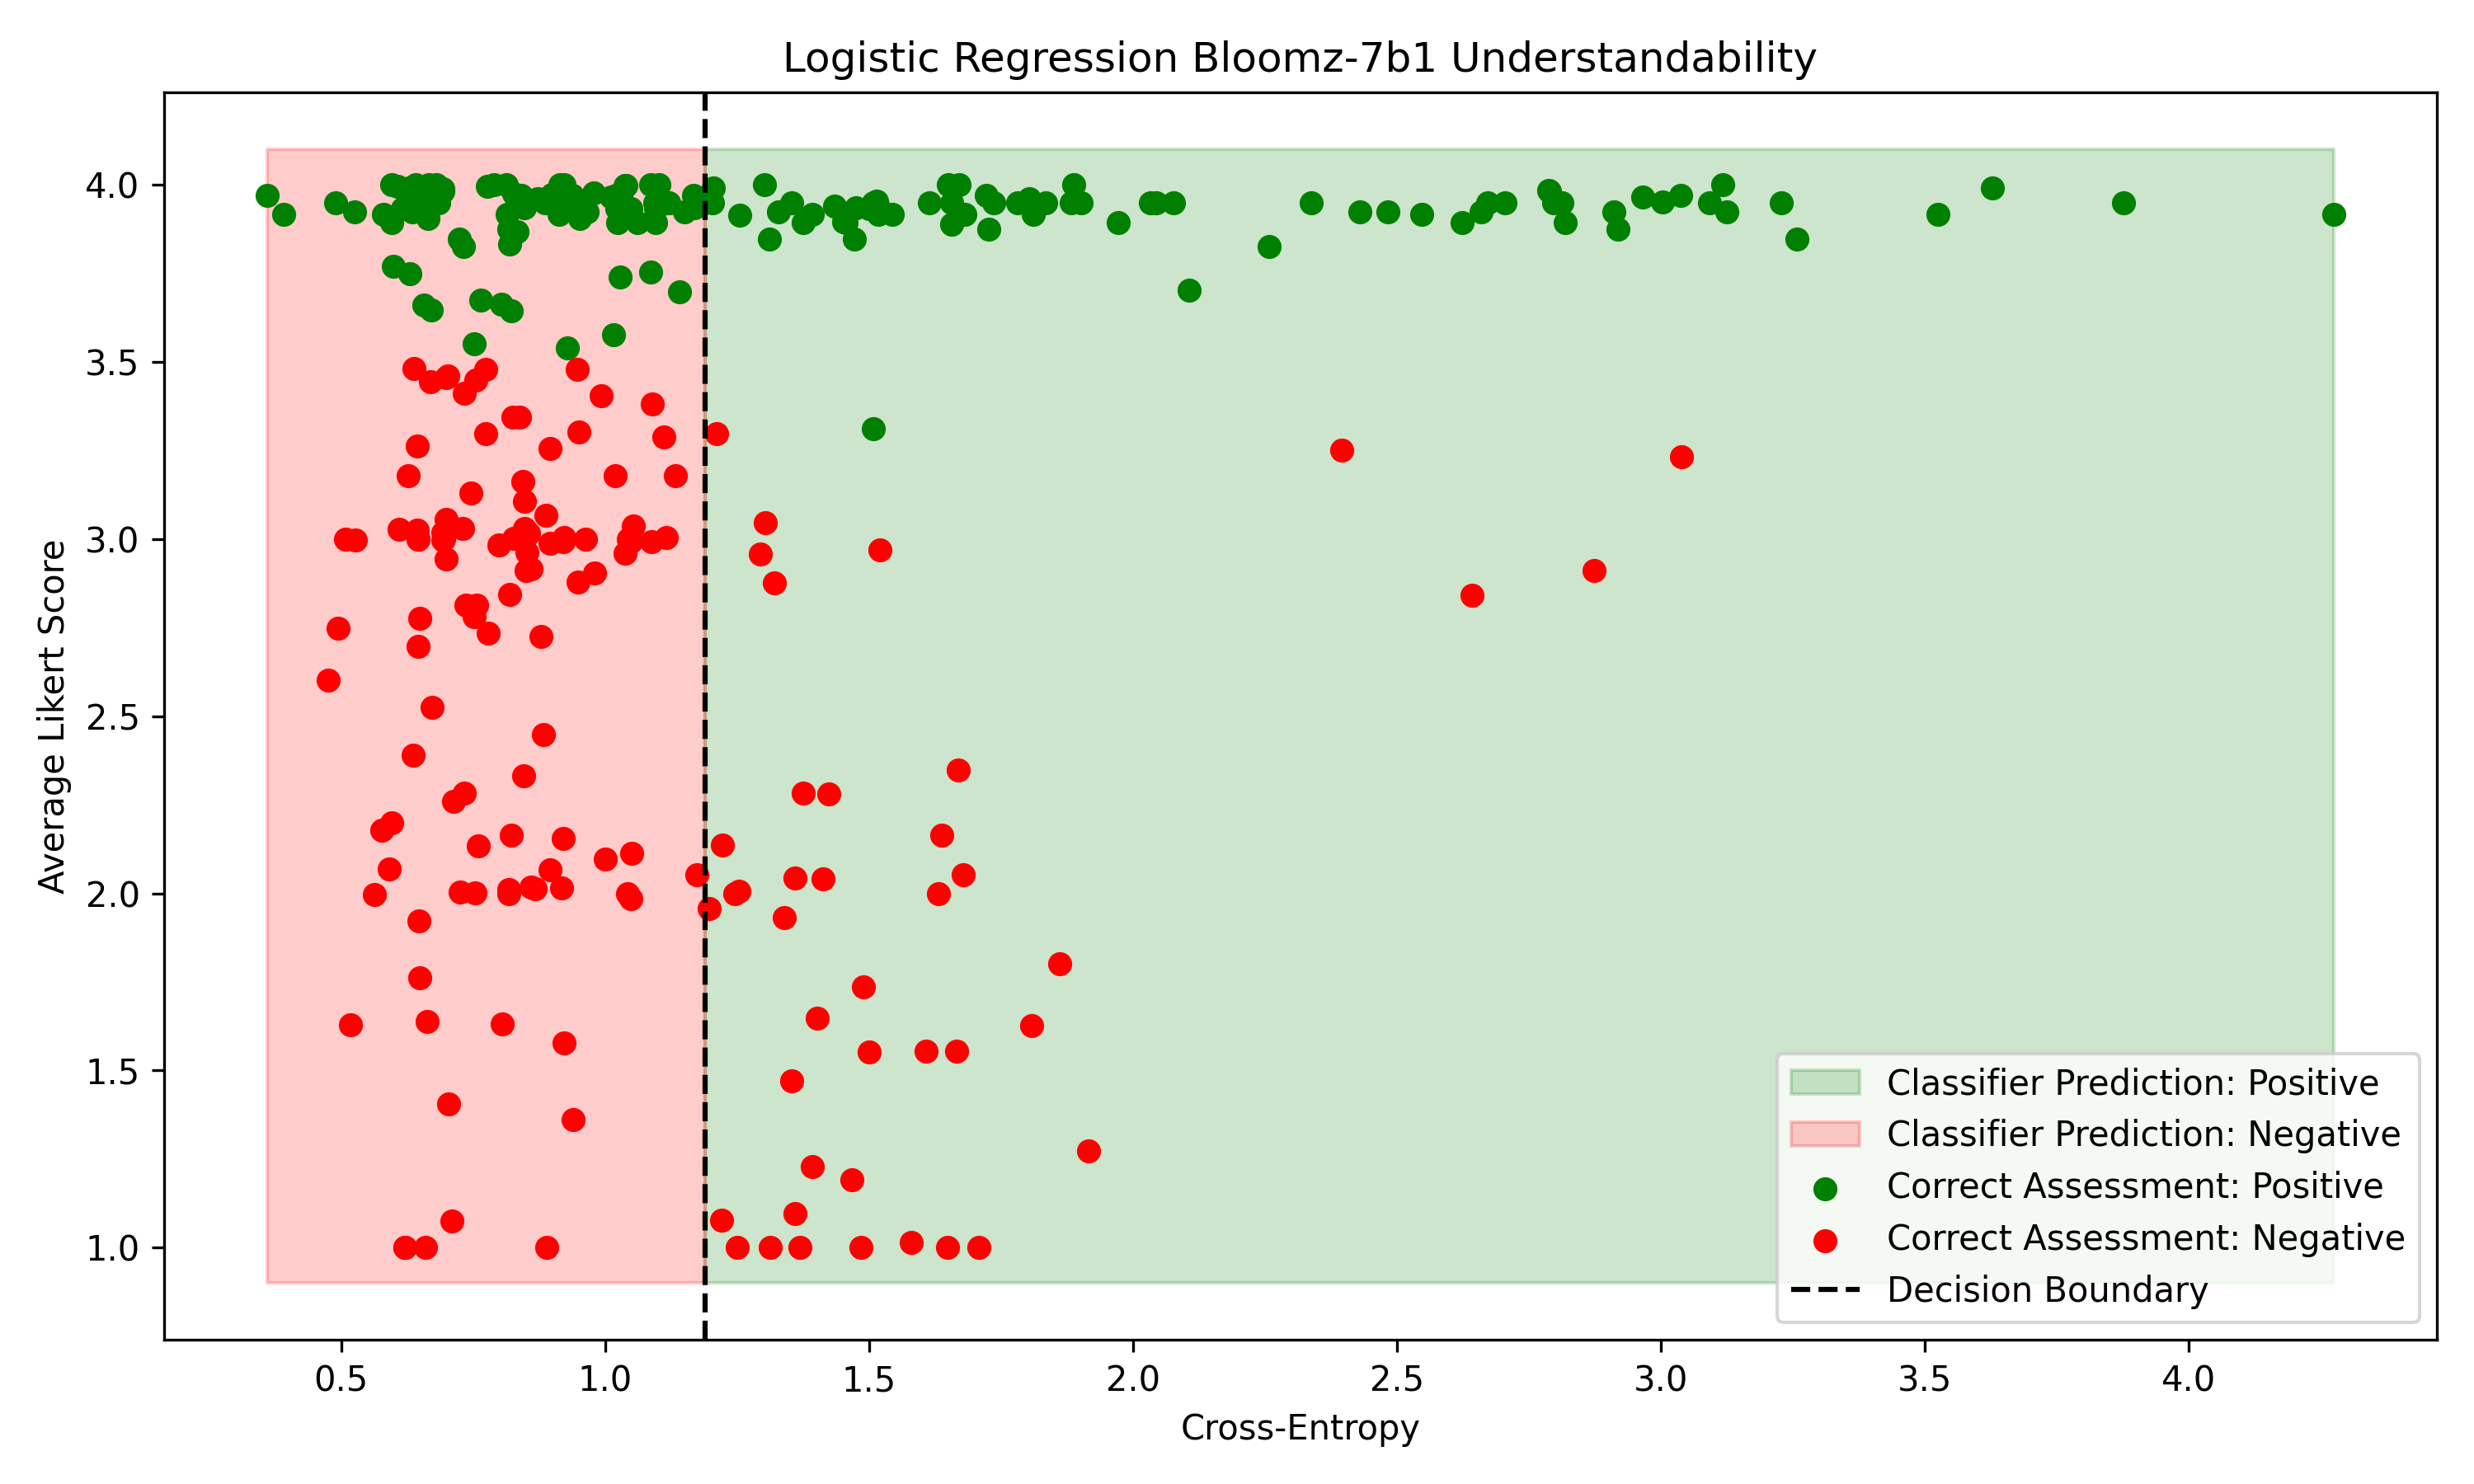 Logistic Regression Bloomz-7b1 Understandability
4.0
3.5
3.0
2.5
2.0
1.5
1.0
Average Likert Score
Classifier Prediction: Positive
Classifier Prediction: Negative
Correct Assessment: Positive
Correct Assessment: Negative
Decision Boundary
0.5 1.0 1.5 2.0 2.5 3.0 3.5 4.0
Cross-Entropy